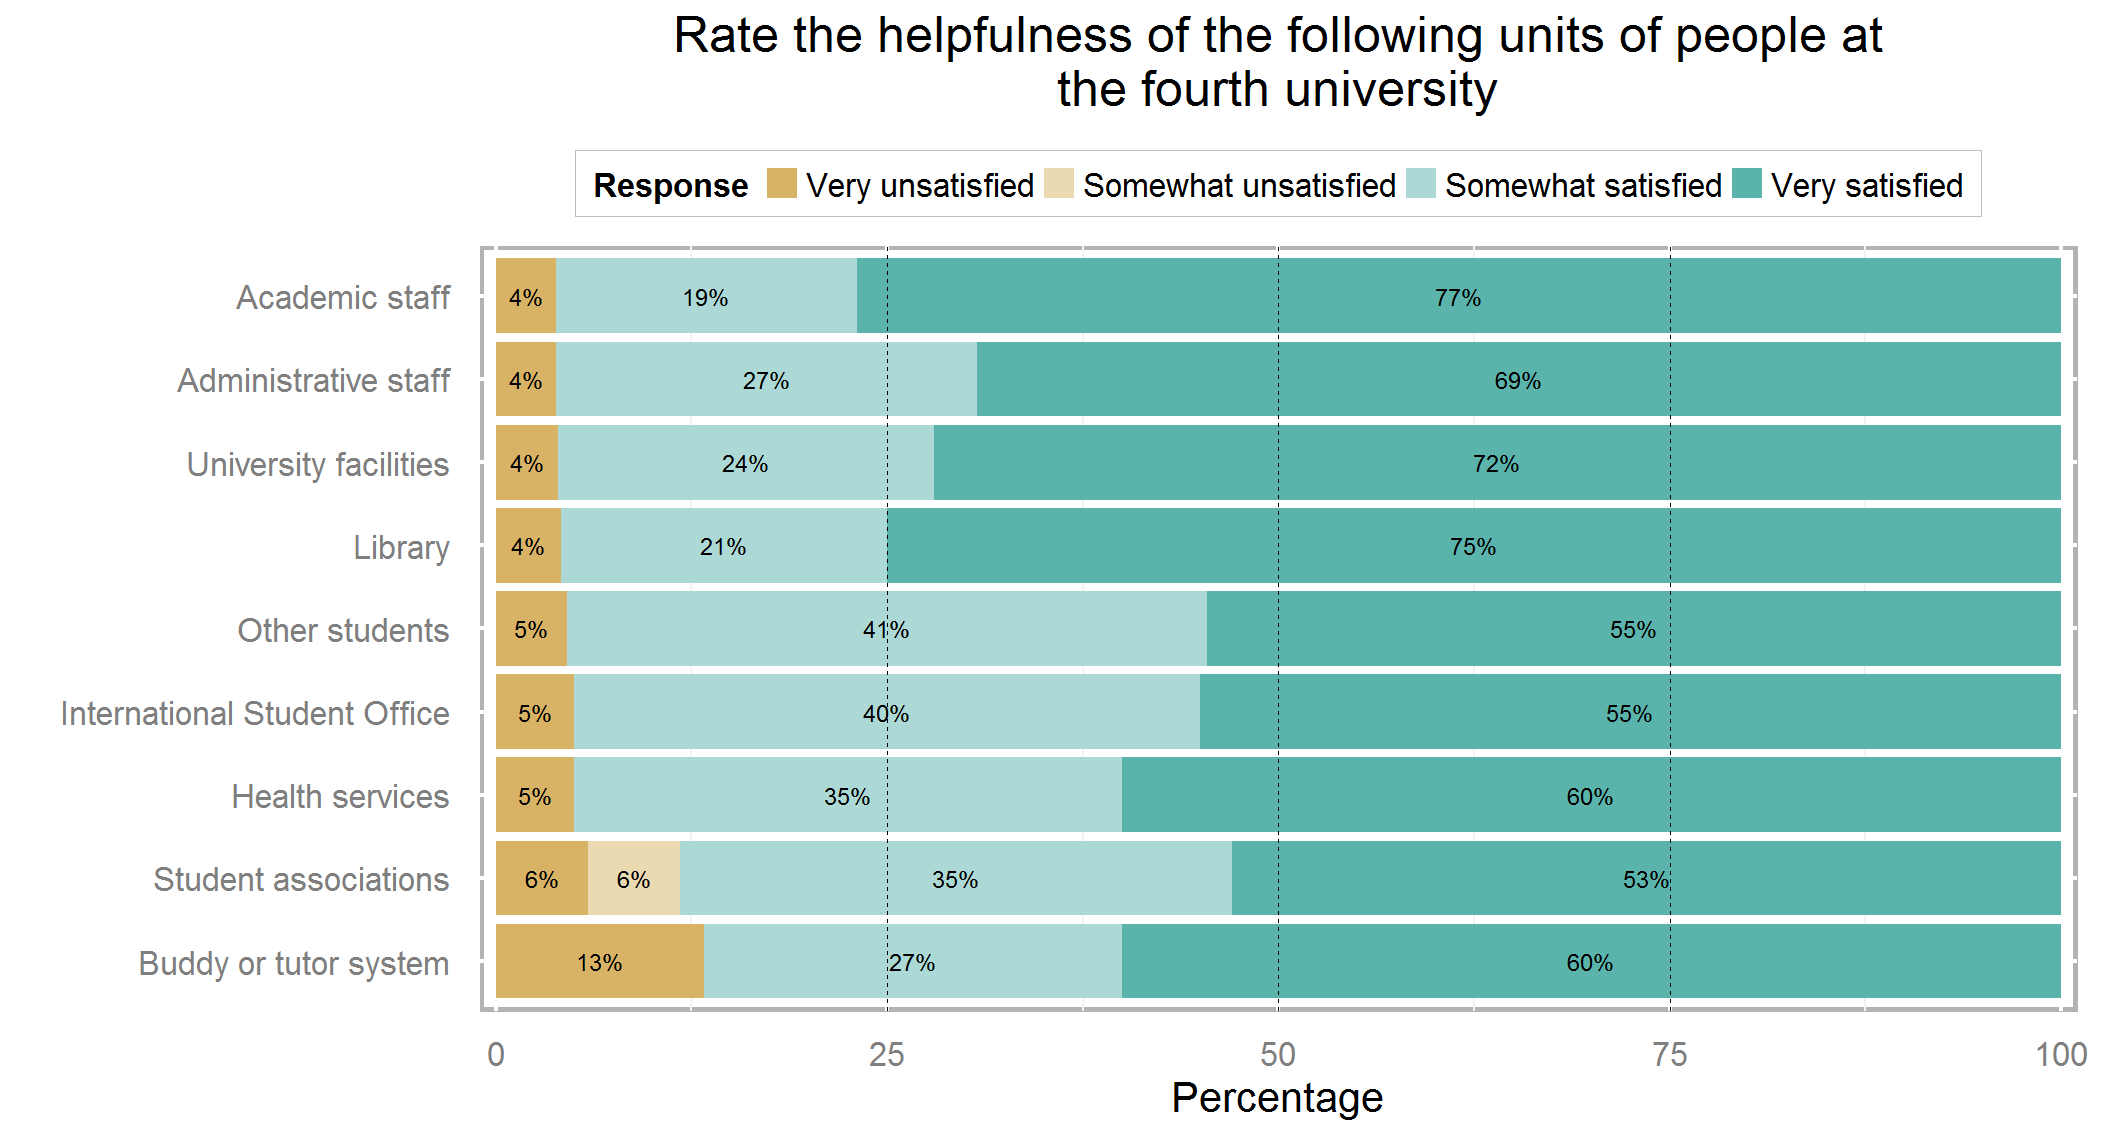 Rate the helpfulness of the following units of people at
the fourth university
Response Very unsatisfied Somewhat unsatisfied Somewhat satisfied Very satisfied
Academic staff 4% 19% 77%
Administrative staff 4% 27% 69%
University facilities 4% 24% 72%
Library 4% 21% 75%
Other students 5% 41% 55%
International Student Office 5% 40% 55%
Health services 5% 35% 60%
Student associations 6% 6% 35% 53%
Buddy or tutor system 13% 27% 60%
0 25 50 75 100
Percentage